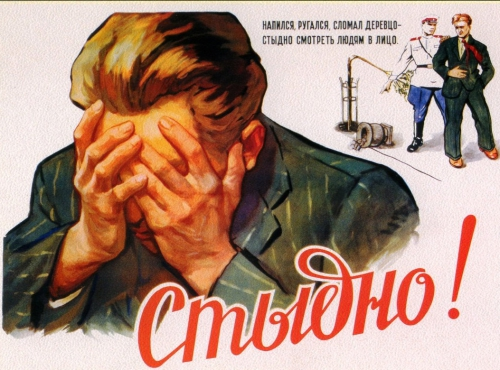 НАПИЛСЯ, РУГАЛСЯ, СЛОМАЛ ДЕРЕВЦО–
СТЫДНО СМОТРЕТЬ ЛЮДЯМ В ЛИЦО.
Стыдно!